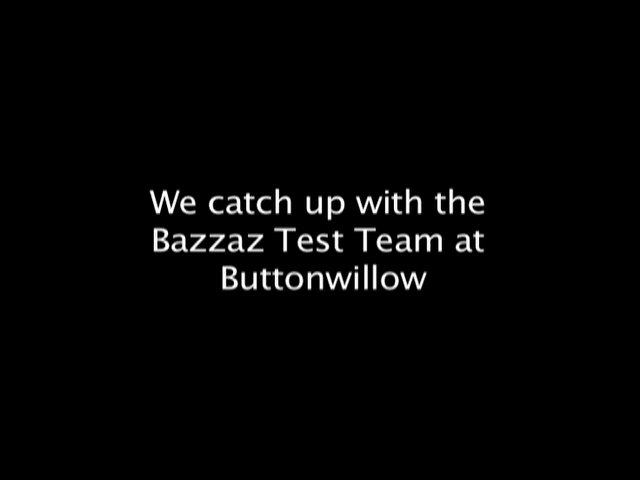 We catch up with the
Bazzaz Test Team at
Buttonwillow